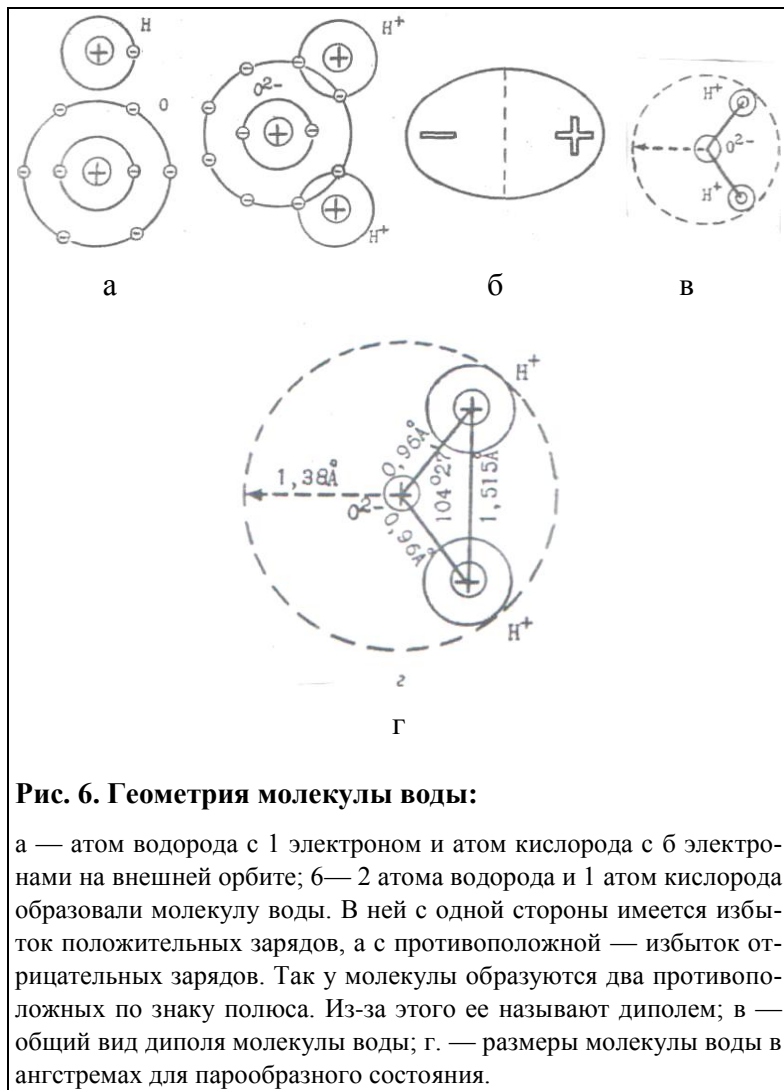 H
O
H⁺
O²⁻
H⁺
H⁺
O²⁻
H⁺
а
б
в
H⁺
0,96Å
1,38Å
O²⁻
104°27'
1,515Å
0,96Å
H⁺
г
г
Рис. 6. Геометрия молекулы воды:
а — атом водорода с 1 электроном и атом кислорода с б электро-
нами на внешней орбите; 6— 2 атома водорода и 1 атом кислорода
образовали молекулу воды. В ней с одной стороны имеется избы-
ток положительных зарядов, а с противоположной — избыток от-
рицательных зарядов. Так у молекулы образуются два противопо-
ложных по знаку полюса. Из-за этого ее называют диполем; в —
общий вид диполя молекулы воды; г. — размеры молекулы воды в
ангстремах для парообразного состояния.